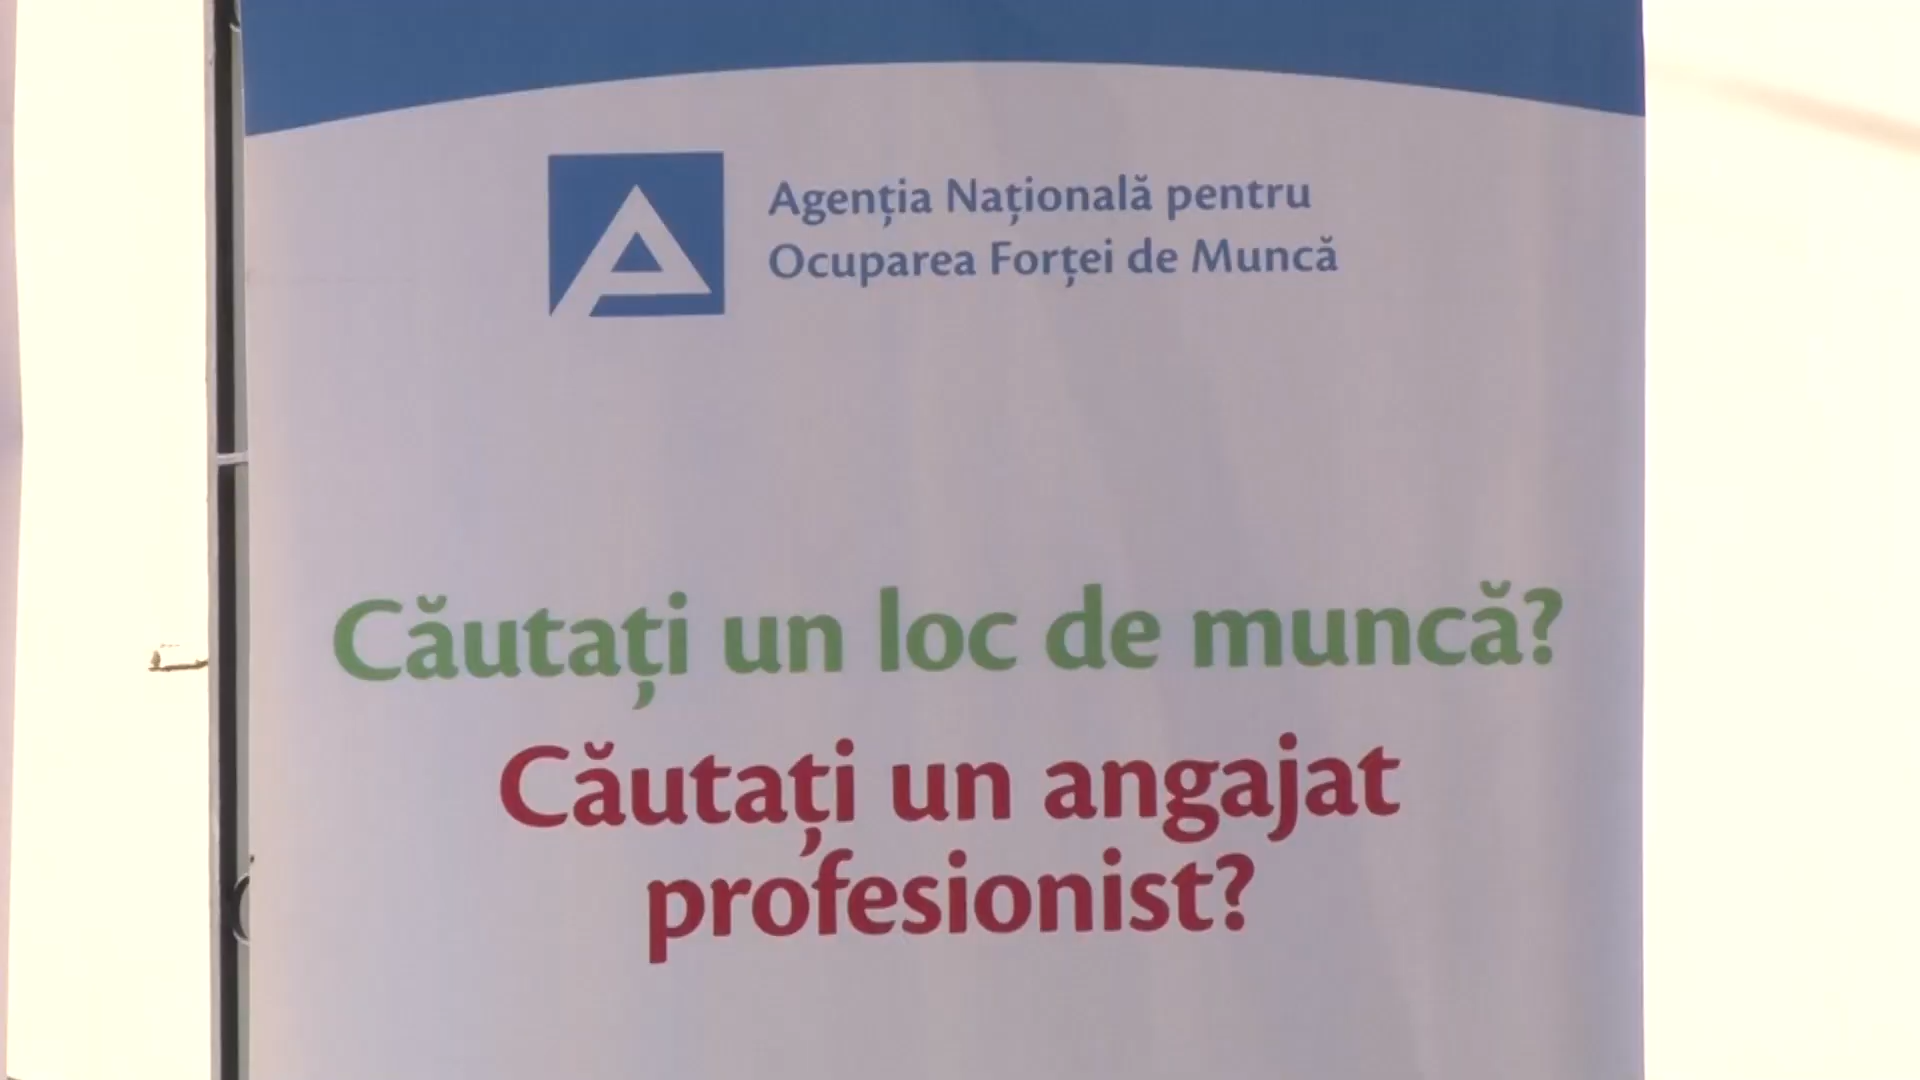 Agenția Națională pentru
Ocuparea Forței de Muncă
Căutați un loc de muncă?
Căutați un angajat
profesionist?